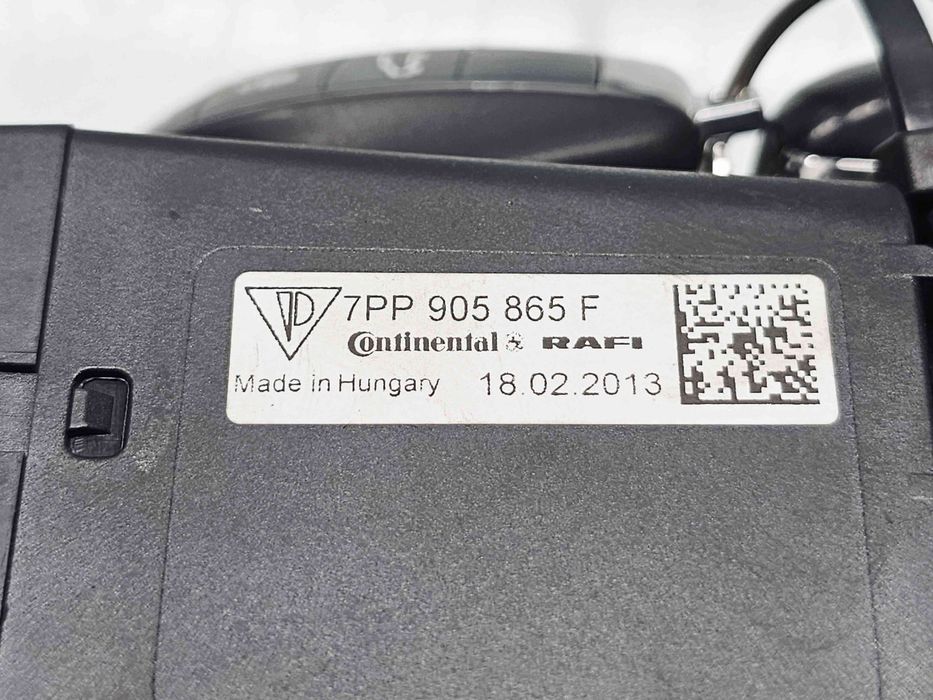 7PP 905 865 F
Continental RAFI
Made in Hungary 18.02.2013